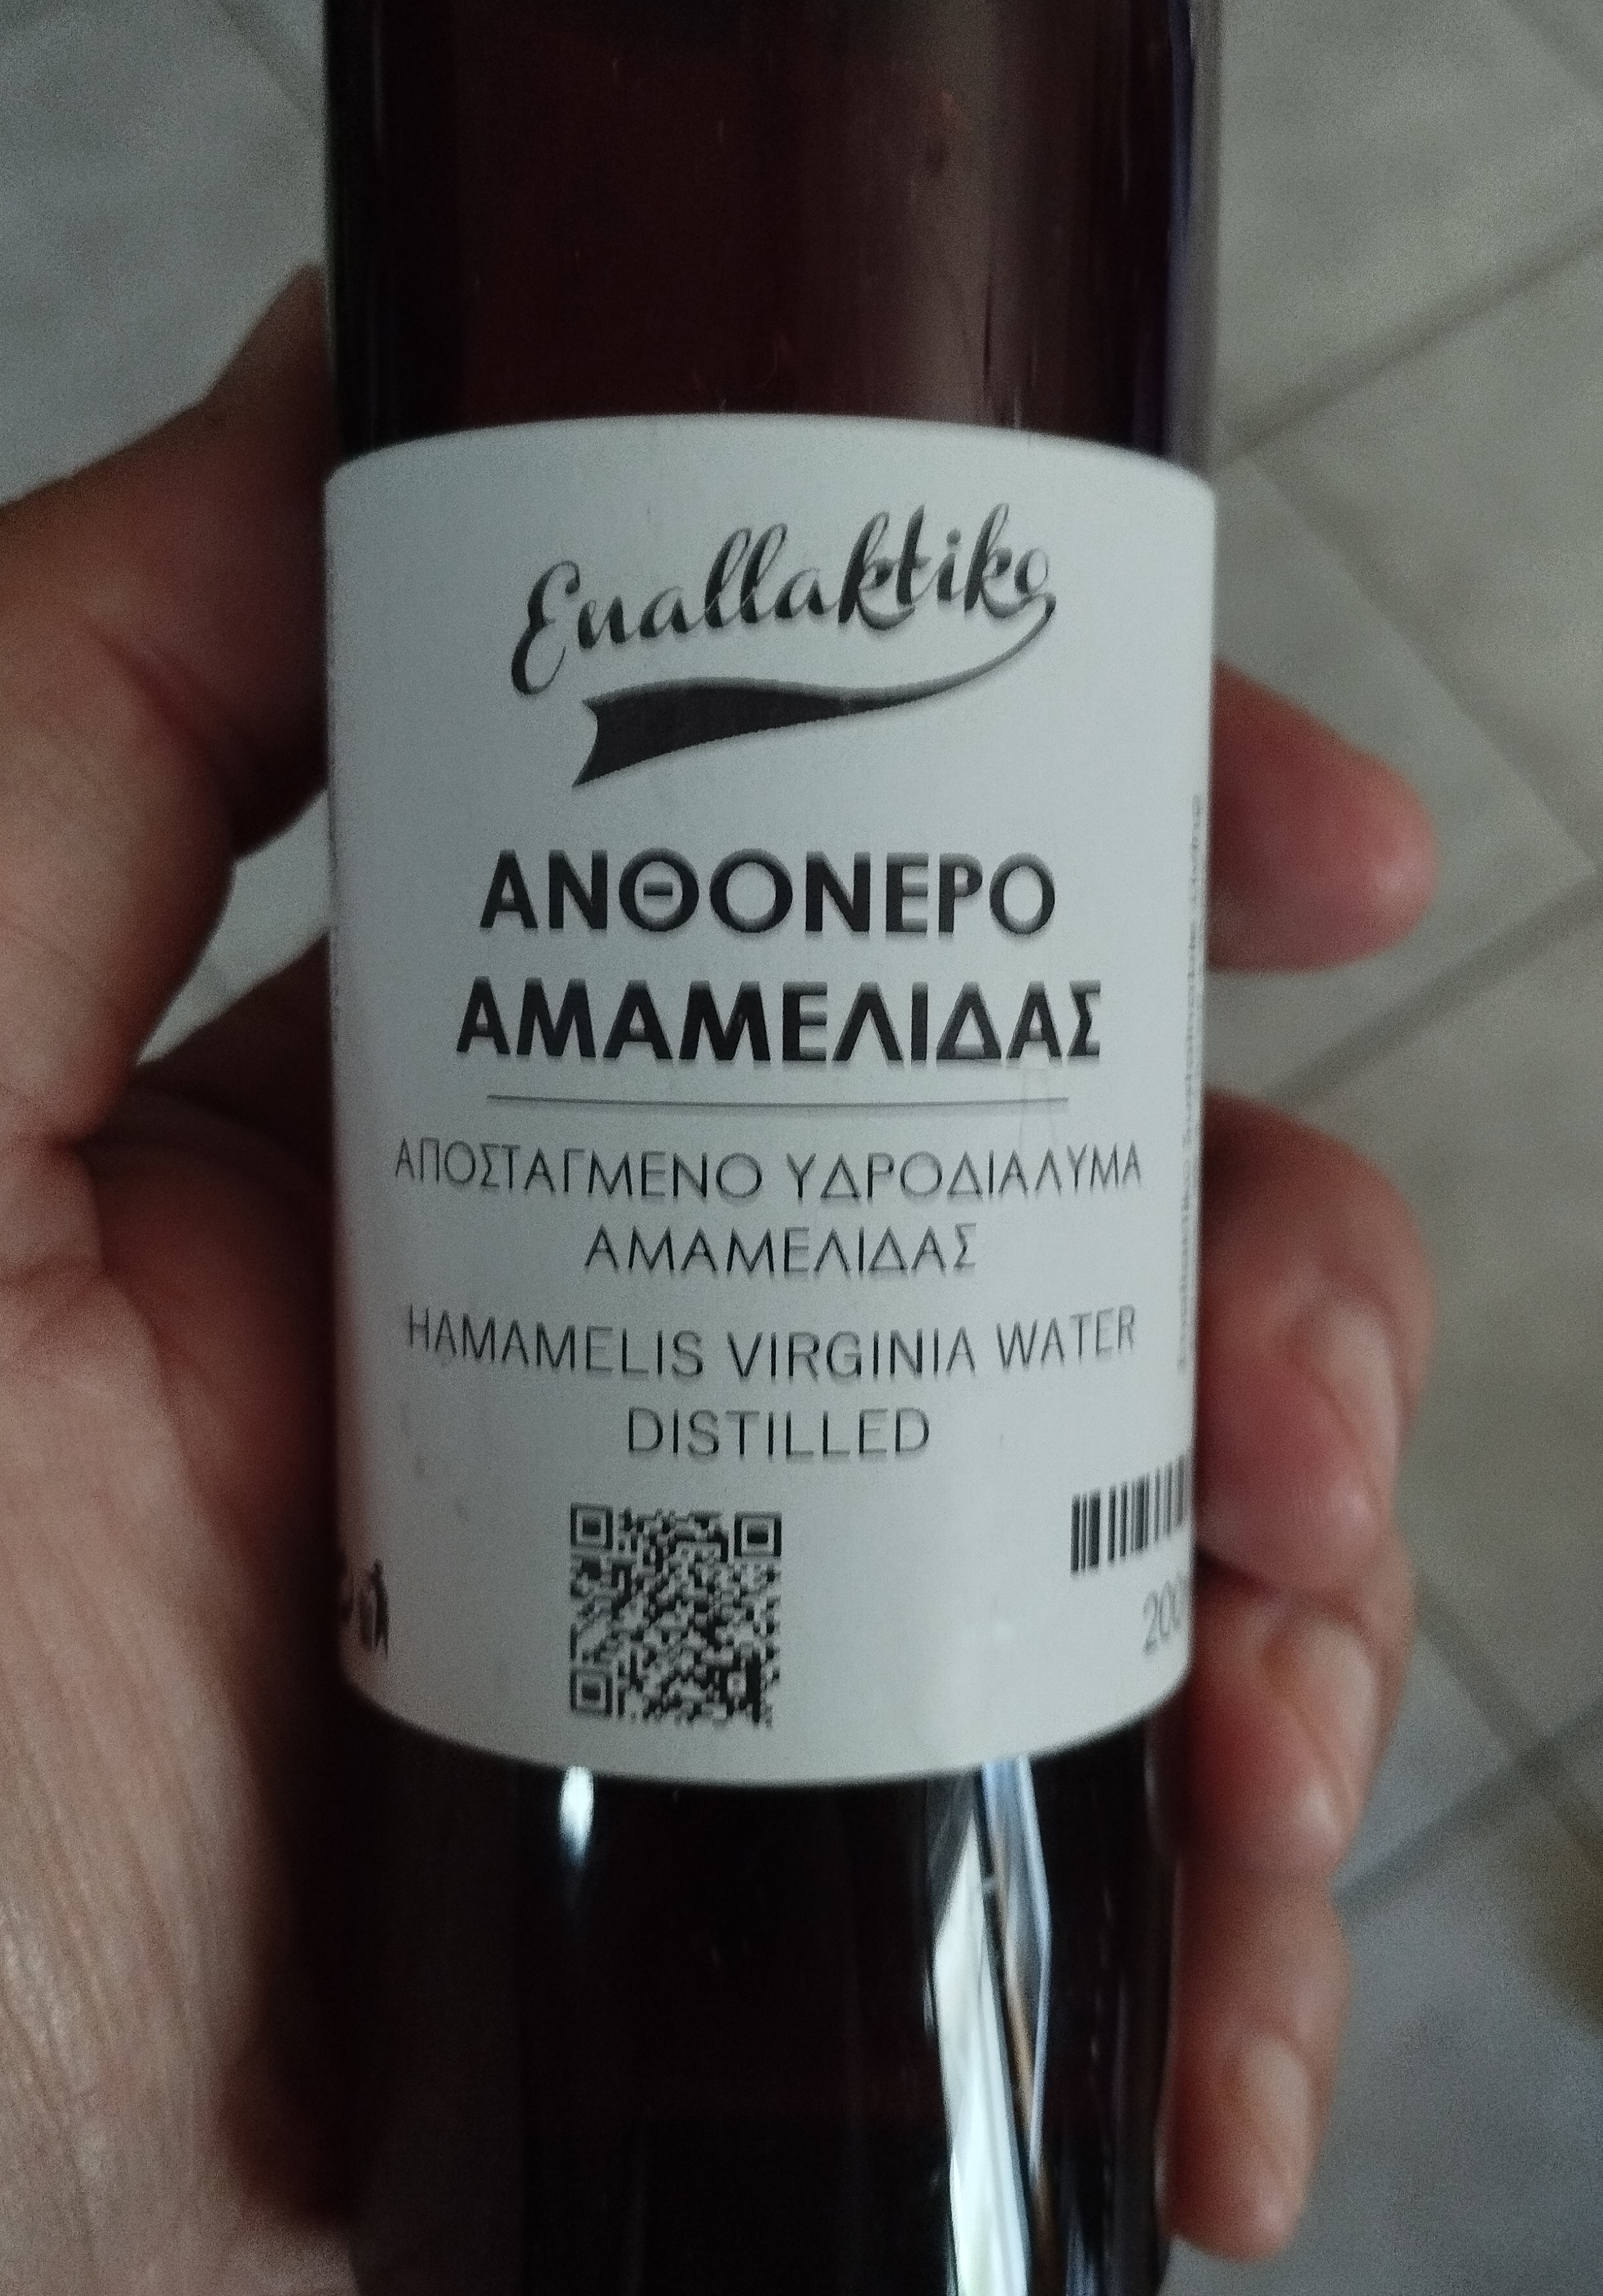 Enallaktiko
ΑΝΘΟΝΕΡΟ
ΑΜΑΜΕΛΙΔΑΣ
ΑΠΟΣΤΑΓΜΕΝΟ ΥΔΡΟΔΙΑΛΥΜΑ
ΑΜΑΜΕΛΙΔΑΣ
HAMAMELIS VIRGINIA WATER
DISTILLED